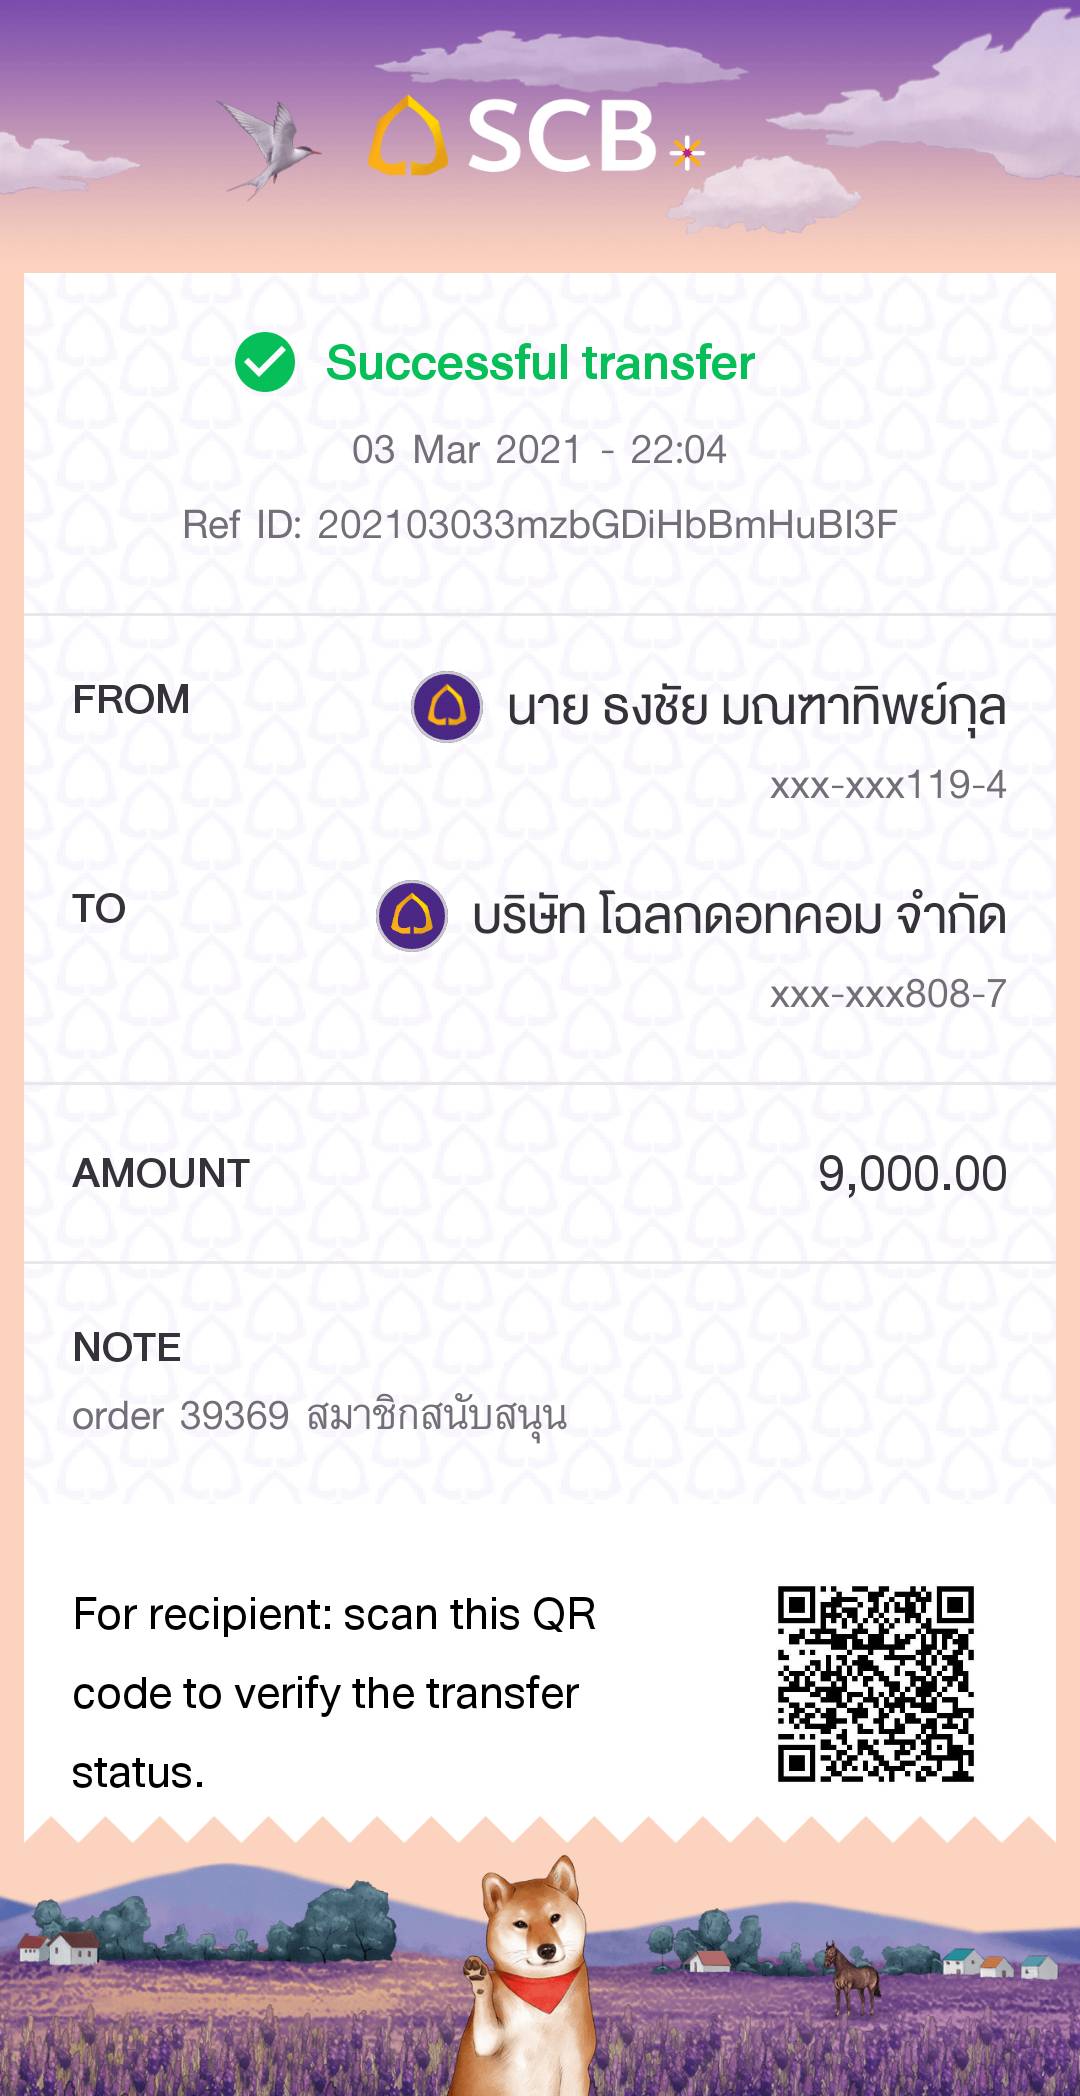 SCB
Successful transfer
03 Mar 2021 - 22:04
Ref ID: 202103033mzbGDiHbBmHuBI3F
FROM
นาย ธงชัย มณฑาทิพย์กุล
xxx-xxx119-4
TO
บริษัท โฉลกดอทคอม จำกัด
xxx-xxx808-7
AMOUNT
9,000.00
NOTE
order 39369 สมาชิกสนับสนุน
For recipient: scan this QR
code to verify the transfer
status.